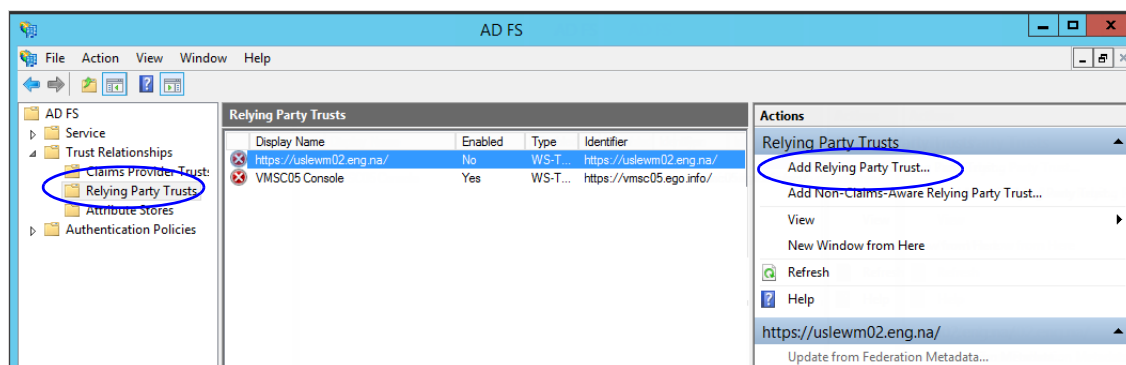 AD FS
File Action View Window Help
AD FS
Service
Trust Relationships
Claims Provider Trusts
Relying Party Trusts
Attribute Stores
Authentication Policies
Relying Party Trusts
Display Name Enabled Type Identifier
https://uslewm02.eng.na/ No WS-T... https://uslewm02.eng.na/
VMSC05 Console Yes WS-T... https://vmsc05.ego.info/
Actions
Relying Party Trusts
Add Relying Party Trust...
Add Non-Claims-Aware Relying Party Trust...
View
New Window from Here
Refresh
Help
https://uslewm02.eng.na/
Update from Federation Metadata...